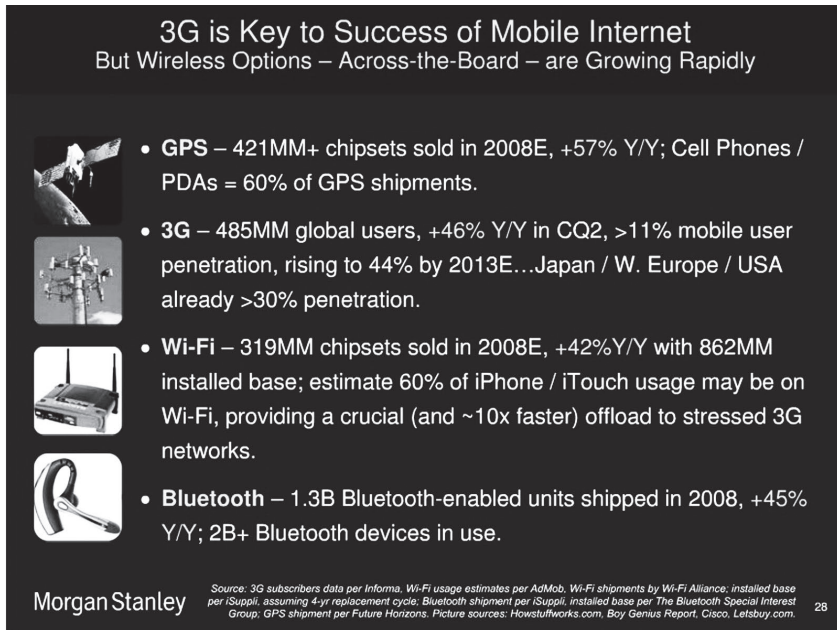 3G is Key to Success of Mobile Internet
But Wireless Options – Across-the-Board – are Growing Rapidly
• GPS – 421MM+ chipsets sold in 2008E, +57% Y/Y; Cell Phones /
PDAs = 60% of GPS shipments.
• 3G – 485MM global users, +46% Y/Y in CQ2, >11% mobile user
penetration, rising to 44% by 2013E…Japan / W. Europe / USA
already >30% penetration.
• Wi-Fi – 319MM chipsets sold in 2008E, +42%Y/Y with 862MM
installed base; estimate 60% of iPhone / iTouch usage may be on
Wi-Fi, providing a crucial (and ~10x faster) offload to stressed 3G
networks.
• Bluetooth – 1.3B Bluetooth-enabled units shipped in 2008, +45%
Y/Y; 2B+ Bluetooth devices in use.
Morgan Stanley
Source: 3G subscribers data per Informa, Wi-Fi usage estimates per AdMob, Wi-Fi shipments by Wi-Fi Alliance; installed base
per iSuppli, assuming 4-yr replacement cycle; Bluetooth shipment per iSuppli, installed base per The Bluetooth Special Interest
Group; GPS shipment per Future Horizons. Picture sources: Howstuffworks.com, Boy Genius Report, Cisco, Letsbuy.com.
28